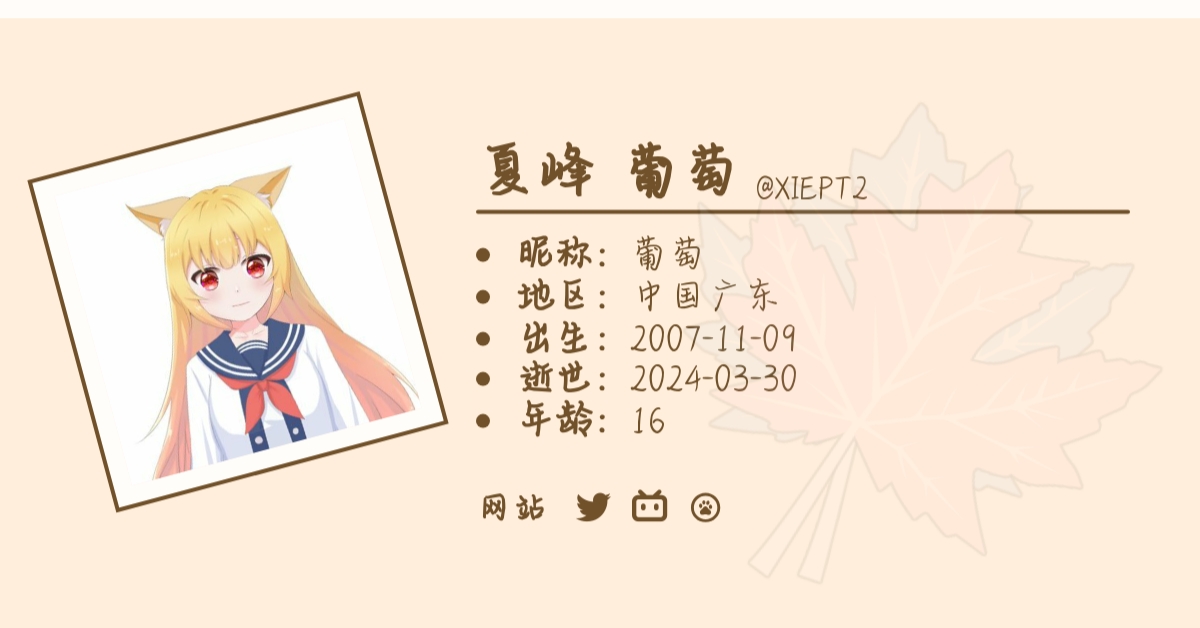 夏峰 葡萄 @XIEPT2
昵称： 葡萄
地区： 中国广东
出生： 2007-11-09
逝世： 2024-03-30
年龄： 16
网站